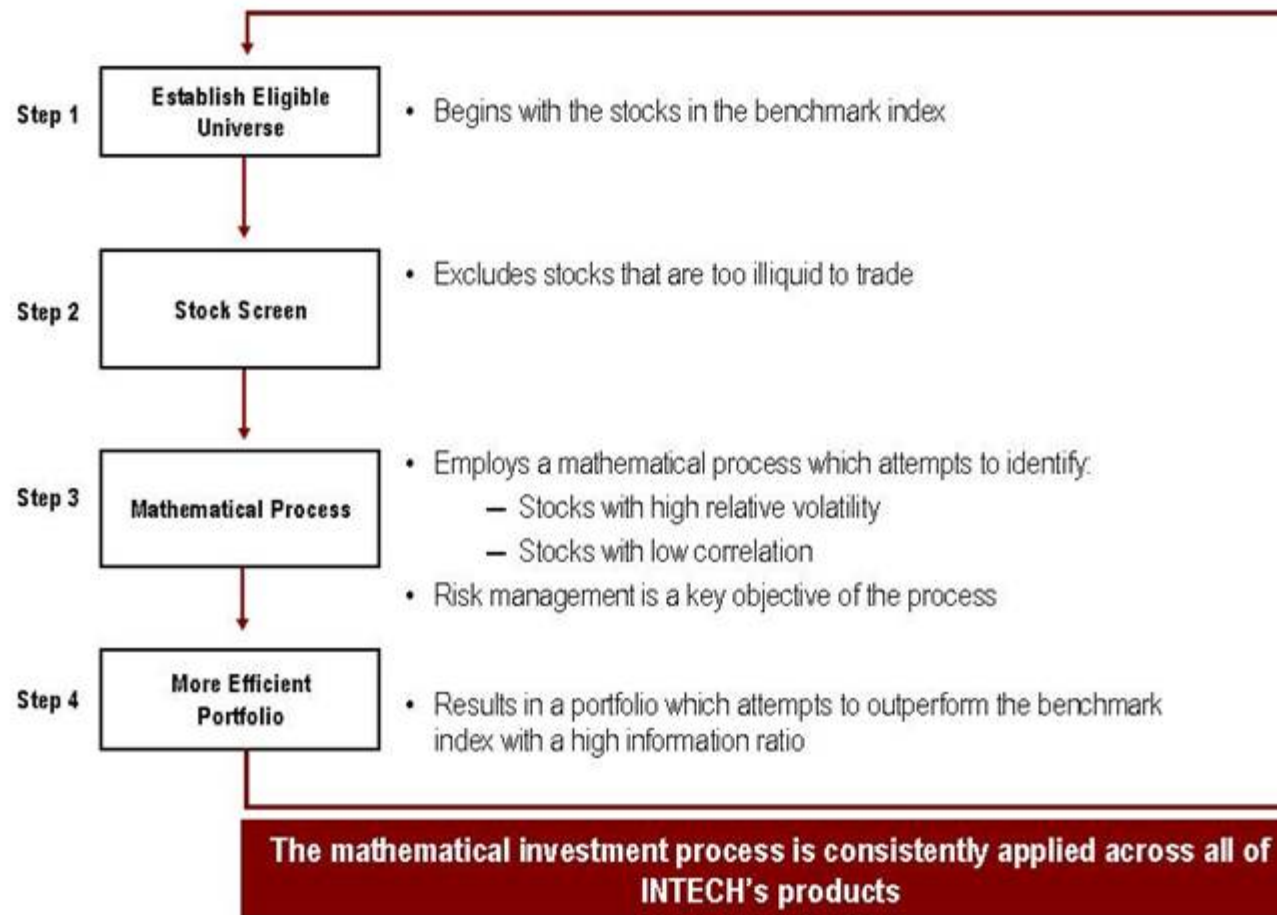 Step 1
Establish Eligible
Universe
• Begins with the stocks in the benchmark index
Step 2
Stock Screen
• Excludes stocks that are too illiquid to trade
Step 3
Mathematical Process
• Employs a mathematical process which attempts to identify:
– Stocks with high relative volatility
– Stocks with low correlation
• Risk management is a key objective of the process
Step 4
More Efficient
Portfolio
• Results in a portfolio which attempts to outperform the benchmark
index with a high information ratio
The mathematical investment process is consistently applied across all of
INTECH's products